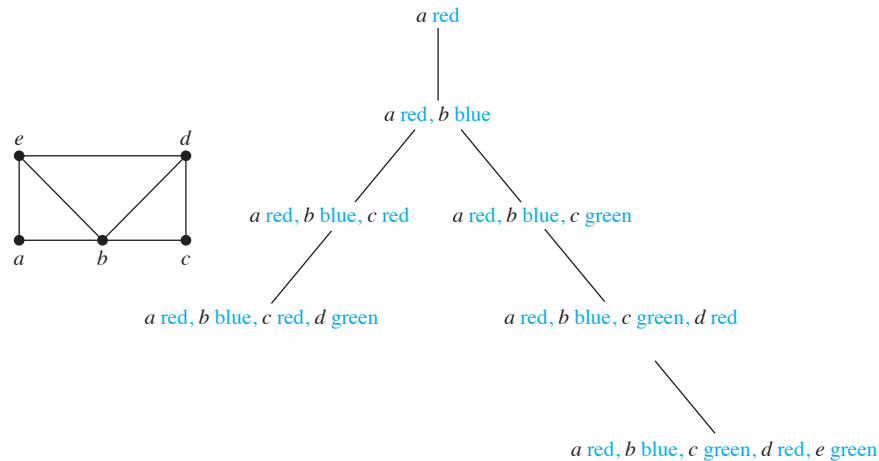 a red
a red, b blue
e
d
a red, b blue, c red
a red, b blue, c green
a
b
c
a red, b blue, c red, d green
a red, b blue, c green, d red
a red, b blue, c green, d red, e green